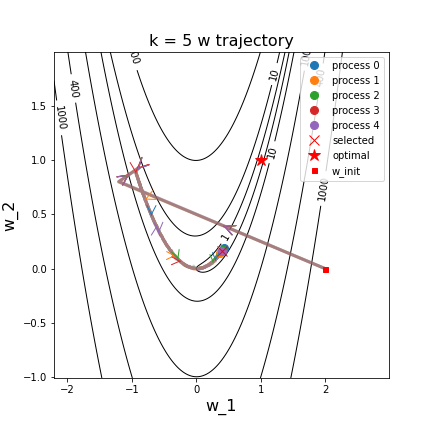 k = 5 w trajectory
process 0
process 1
process 2
process 3
process 4
selected
optimal
w_init
1000
400
100
10
10
1
1000
1.5
1.0
0.5
0.0
−0.5
−1.0
w_2
−2
−1
0
1
2
w_1